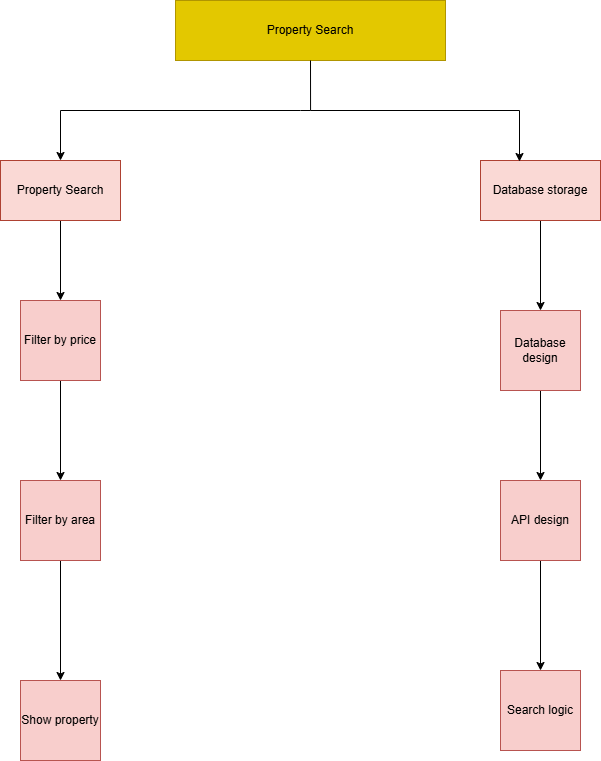 Property Search
Property Search
Database storage
Filter by price
Database
design
Filter by area
API design
Show property
Search logic